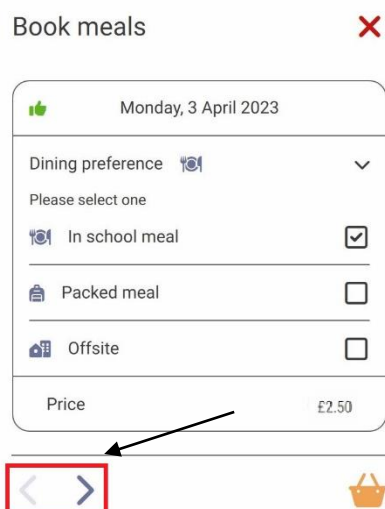 Book meals
Monday, 3 April 2023
Dining preference
Please select one
In school meal
Packed meal
Offsite
Price £2.50